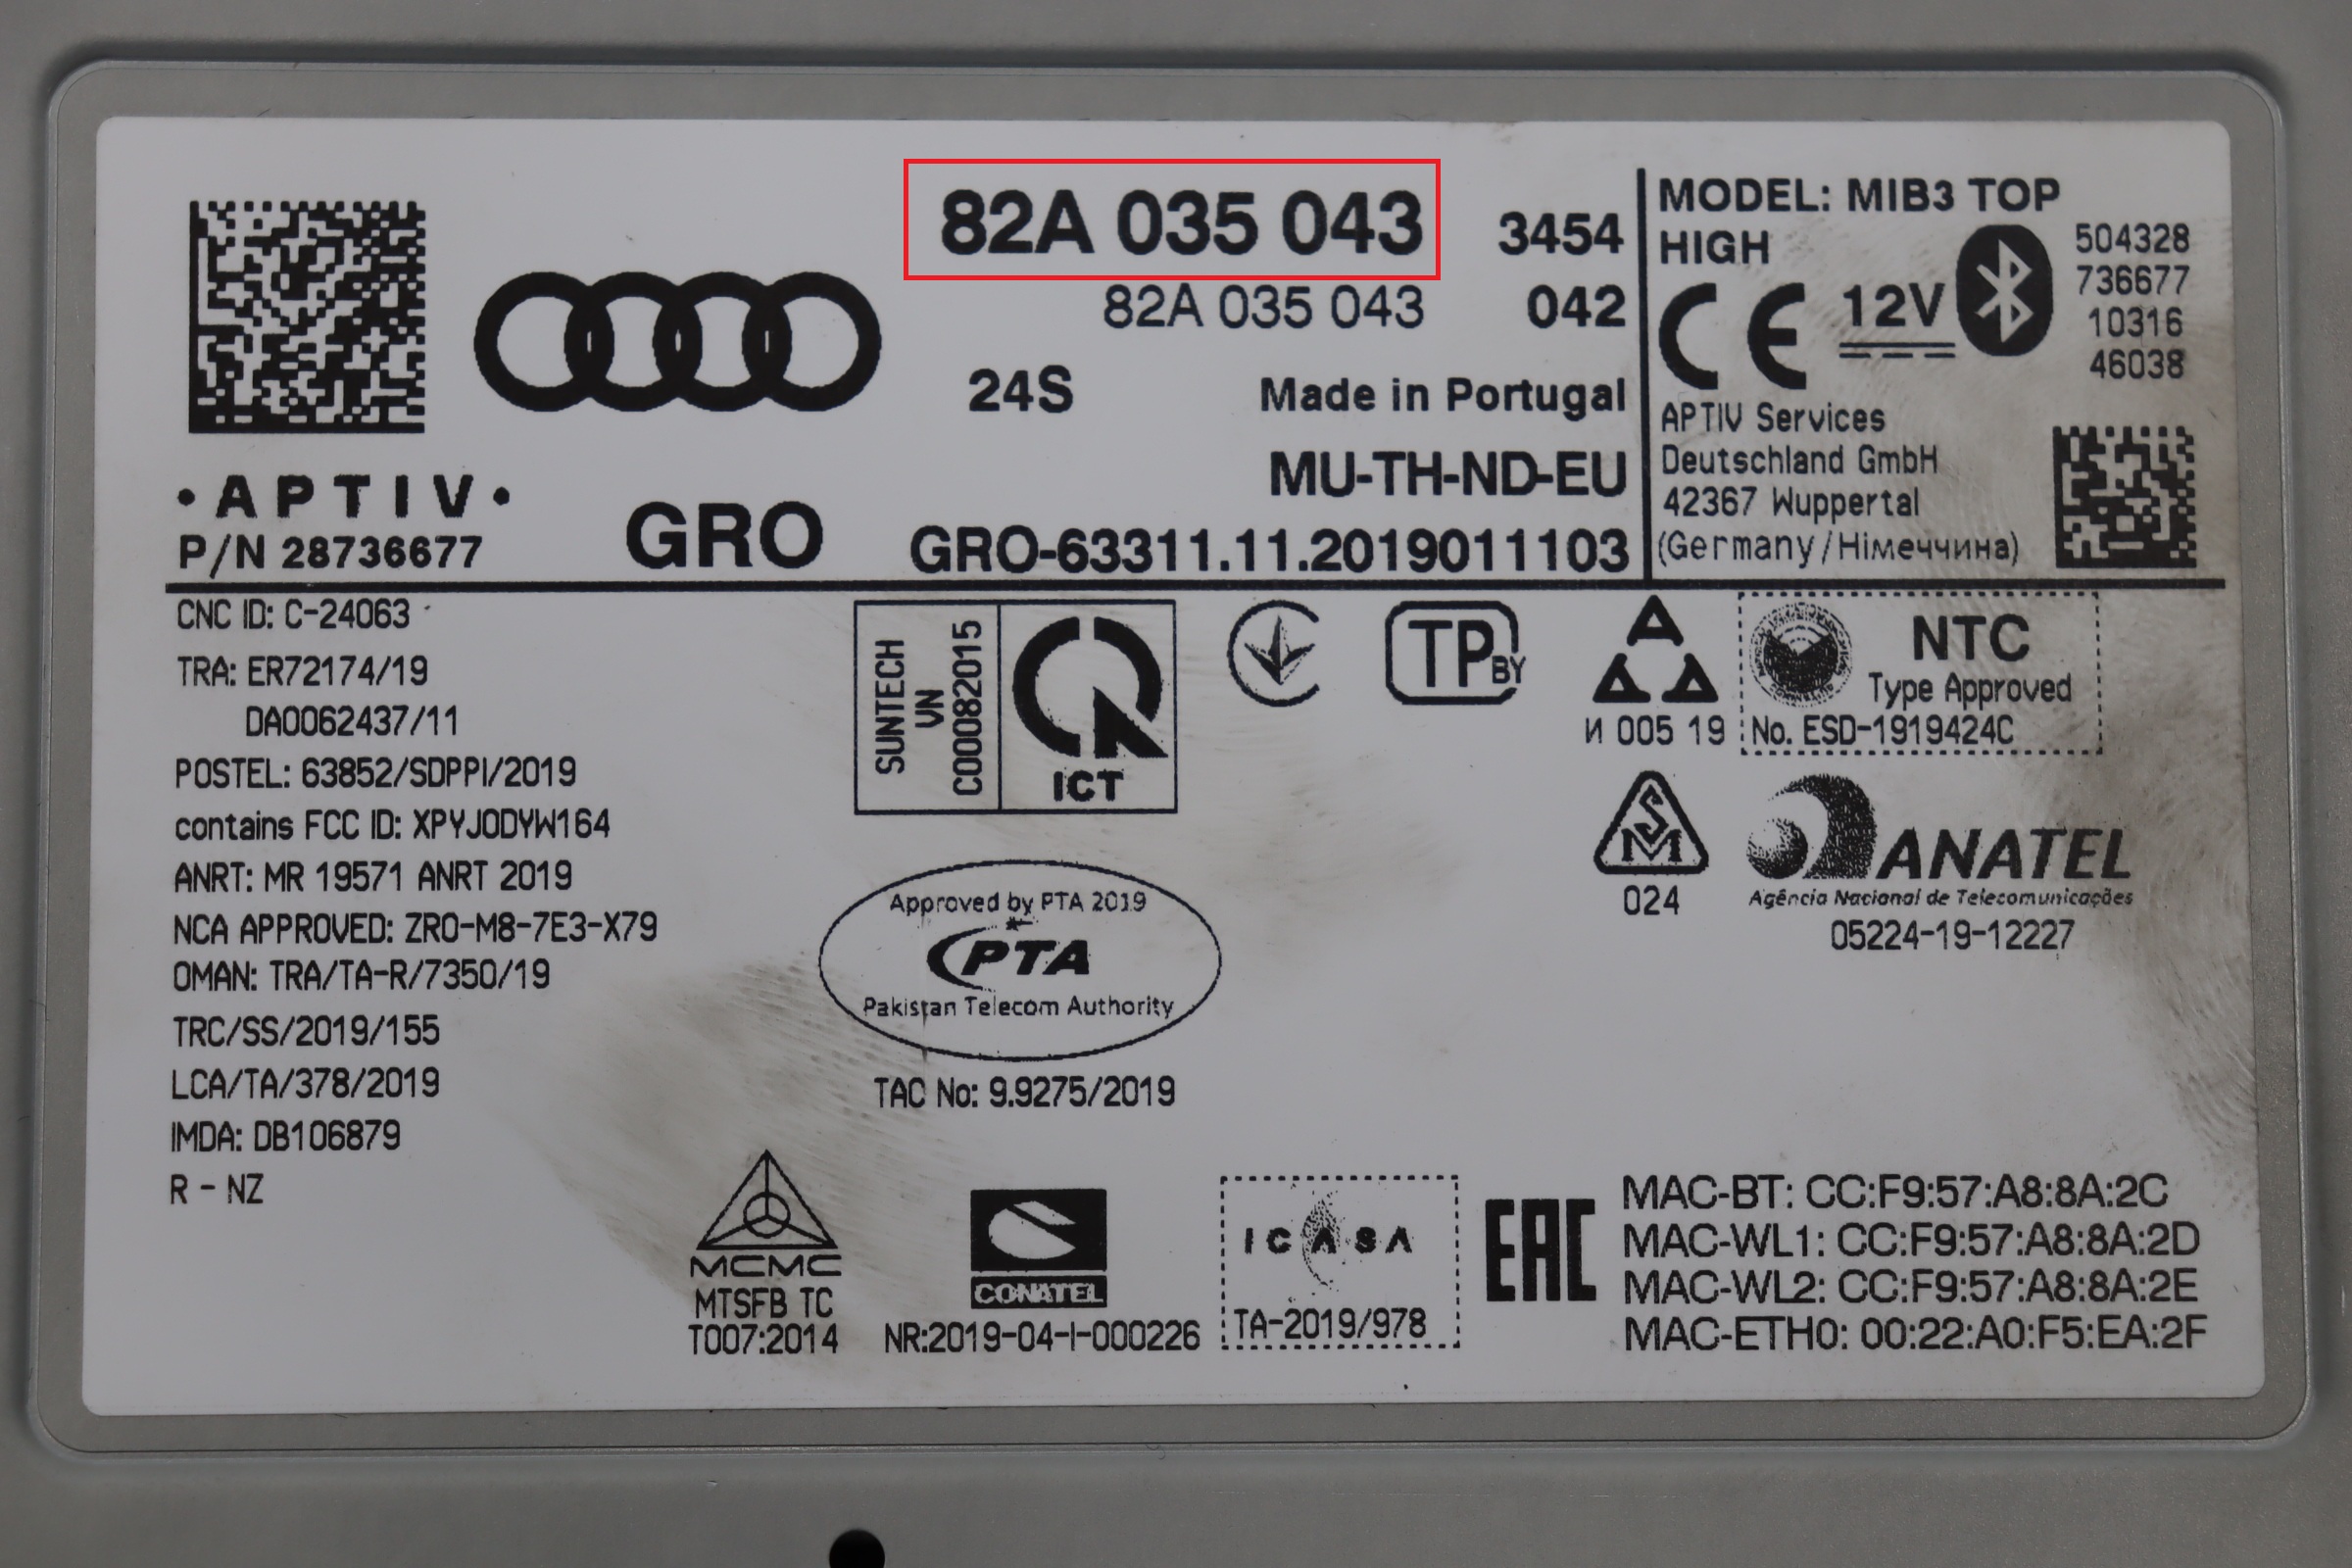 82A 035 043 3454
82A 035 043 042
24S Made in Portugal
MU-TH-ND-EU
• A P T I V •
P/N 28736677
GRO
GRO-63311.11.2019011103
MODEL: MIB3 TOP
HIGH
12V
504328
736677
10316
46038
APTIV Services
Deutschland GmbH
42367 Wuppertal
(Germany/Німеччина)
CNC ID: C-24063
TRA: ER72174/19
DA0062437/11
POSTEL: 63852/SDPPI/2019
contains FCC ID: XPYJODYW164
ANRT: MR 19571 ANRT 2019
NCA APPROVED: ZRO-M8-7E3-X79
OMAN: TRA/TA-R/7350/19
TRC/SS/2019/155
LCA/TA/378/2019
IMDA: DB106879
R - NZ
SUNTECH
VN
C000822015
ICT
TP BY
И 005 19
NTC
Type Approved
No. ESD-1919424C
Approved by PTA 2019
PTA
Pakistan Telecom Authority
TAC No: 9.9275/2019
SM
024
ANATEL
Agência Nacional de Telecomunicações
05224-19-12227
MCMC
MTSFB TC
T007:2014
CONATEL
NR:2019-04-I-000226
ICASA
TA-2019/978
EAC
MAC-BT: CC:F9:57:A8:8A:2C
MAC-WL1: CC:F9:57:A8:8A:2D
MAC-WL2: CC:F9:57:A8:8A:2E
MAC-ETH0: 00:22:A0:F5:EA:2F